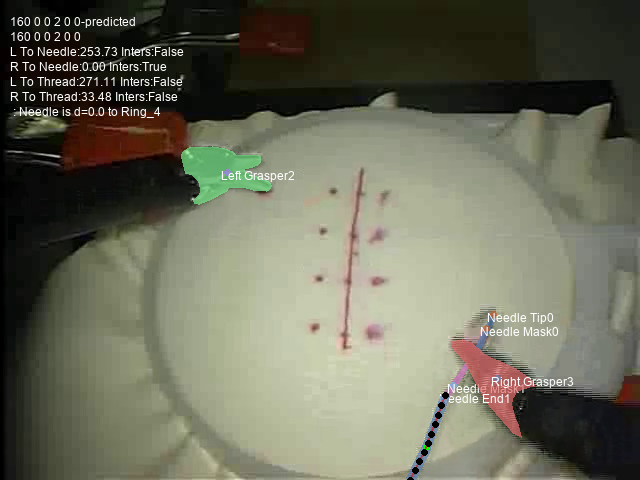 160 0 0 2 0 0-predicted
160 0 0 2 0 0
L To Needle:253.73 Inters:False
R To Needle:0.00 Inters:True
L To Thread:271.11 Inters:False
R To Thread:33.48 Inters:False
: Needle is d=0.0 to Ring_4
Left Grasper2
Needle Tip0
Needle Mask0
Right Grasper3
Needle Mask1
eedle End1